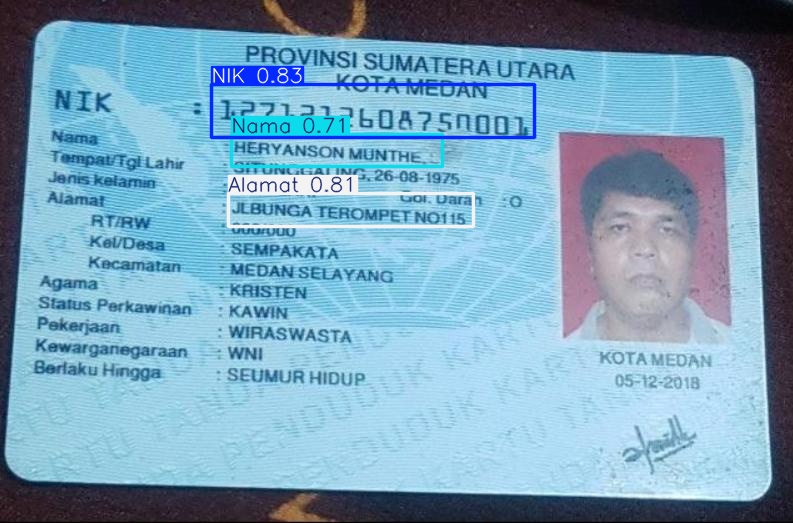 PROVINSI SUMATERA UTARA
KOTA MEDAN
NIK 0.83
NIK : 1271212608750001
Nama 0.71
Nama : HERYANSON MUNTHE,
Tempat/Tgl Lahir : SITUNGGALING, 26-08-1975
Alamat 0.81
Jenis kelamin Gol. Darah :O
Alamat : JLBUNGA TEROMPET NO115
RT/RW : 000/000
Kel/Desa : SEMPAKATA
Kecamatan : MEDAN SELAYANG
Agama : KRISTEN
Status Perkawinan : KAWIN
Pekerjaan : WIRASWASTA
Kewarganegaraan : WNI
Berlaku Hingga : SEUMUR HIDUP
KOTA MEDAN
05-12-2018